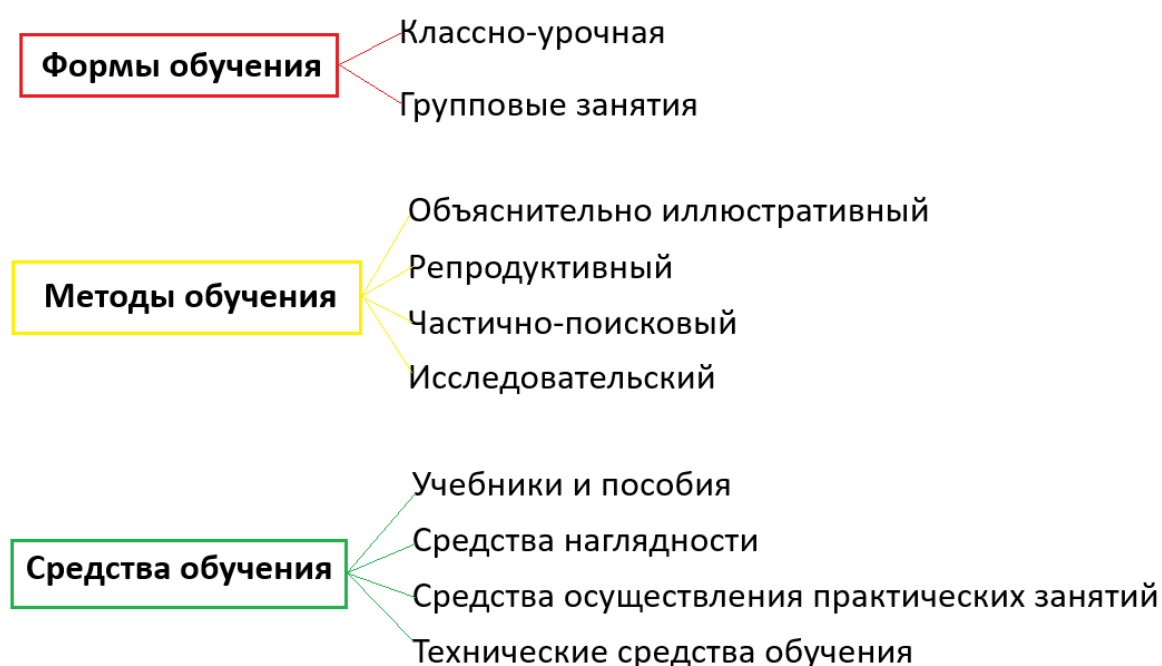 Формы обучения
Классно-урочная
Групповые занятия
Методы обучения
Объяснительно иллюстративный
Репродуктивный
Частично-поисковый
Исследовательский
Средства обучения
Учебники и пособия
Средства наглядности
Средства осуществления практических занятий
Технические средства обучения